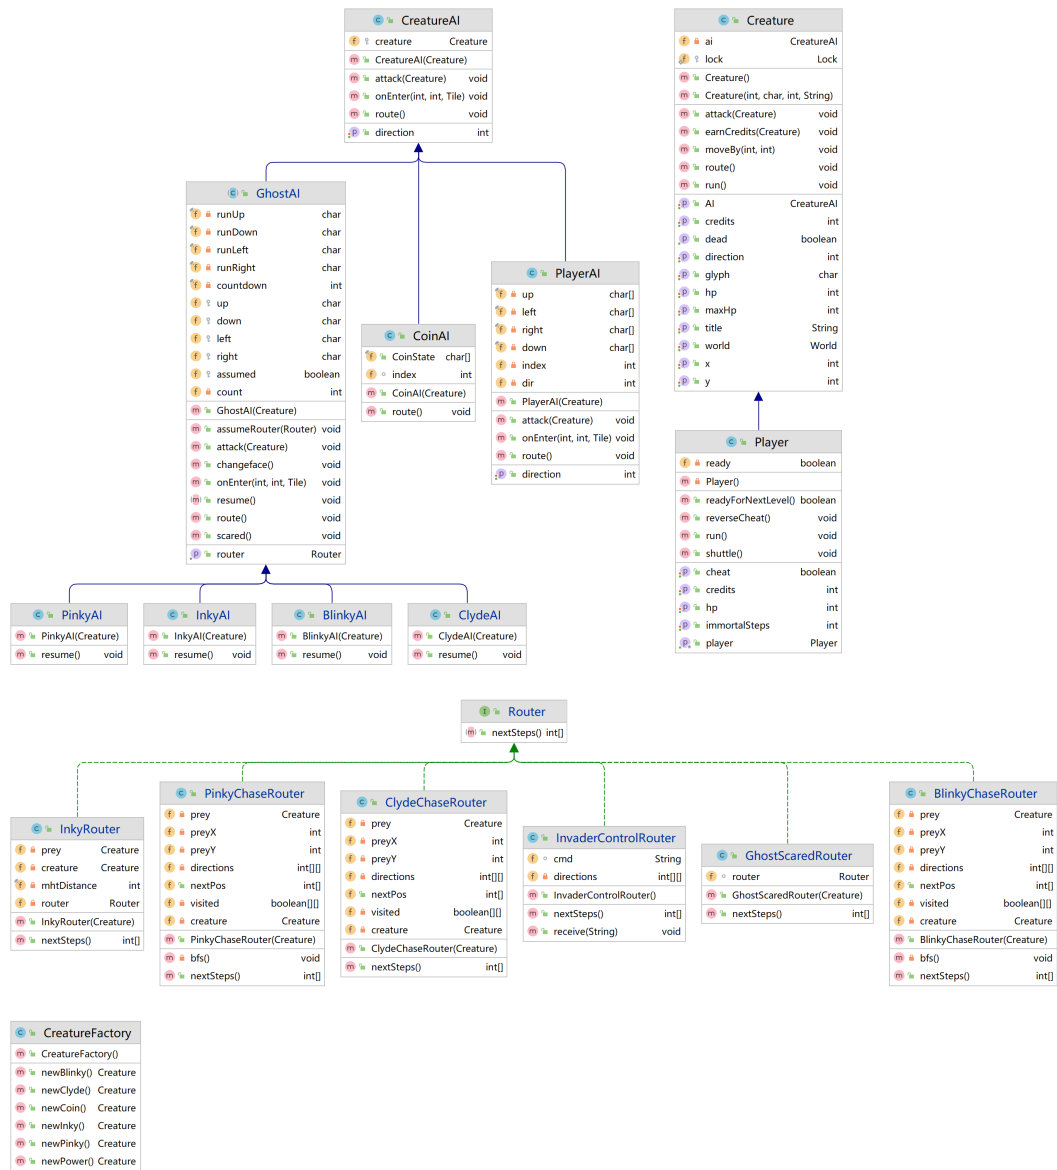 CreatureAI
creature Creature
CreatureAI(Creature)
attack(Creature) void
onEnter(int, int, Tile) void
route() void
direction int
Creature
ai CreatureAI
lock Lock
Creature()
Creature(int, char, int, String)
attack(Creature) void
earnCredits(Creature) void
moveBy(int, int) void
route() void
run() void
AI CreatureAI
credits int
dead boolean
direction int
glyph char
hp int
maxHp int
title String
world World
x int
y int
GhostAI
runUp char
runDown char
runLeft char
runRight char
countdown int
up char
down char
left char
right char
assumed boolean
count int
GhostAI(Creature)
assumeRouter(Router) void
attack(Creature) void
changeface() void
onEnter(int, int, Tile) void
resume() void
route() void
scared() void
router Router
CoinAI
CoinState char[]
index int
CoinAI(Creature)
route() void
PlayerAI
up char[]
left char[]
right char[]
down char[]
index int
dir int
PlayerAI(Creature)
attack(Creature) void
onEnter(int, int, Tile) void
route() void
direction int
Player
ready boolean
Player()
readyForNextLevel() boolean
reverseCheat() void
run() void
shuttle() void
cheat boolean
credits int
hp int
immortalSteps int
player Player
PinkyAI
PinkyAI(Creature)
resume() void
InkyAI
InkyAI(Creature)
resume() void
BlinkyAI
BlinkyAI(Creature)
resume() void
ClydeAI
ClydeAI(Creature)
resume() void
Router
nextSteps() int[]
InkyRouter
prey Creature
creature Creature
mhtDistance int
router Router
InkyRouter(Creature)
nextSteps() int[]
PinkyChaseRouter
prey Creature
preyX int
preyY int
directions int[][]
nextPos int[]
visited boolean[][]
creature Creature
PinkyChaseRouter(Creature)
bfs() void
nextSteps() int[]
ClydeChaseRouter
prey Creature
preyX int
preyY int
directions int[][]
nextPos int[]
visited boolean[][]
creature Creature
ClydeChaseRouter(Creature)
nextSteps() int[]
InvaderControlRouter
cmd String
directions int[][]
InvaderControlRouter()
nextSteps() int[]
receive(String) void
GhostScaredRouter
router Router
GhostScaredRouter(Creature)
nextSteps() int[]
BlinkyChaseRouter
prey Creature
preyX int
preyY int
directions int[][]
nextPos int[]
visited boolean[][]
creature Creature
BlinkyChaseRouter(Creature)
bfs() void
nextSteps() int[]
CreatureFactory
CreatureFactory()
newBlinky() Creature
newClyde() Creature
newCoin() Creature
newInky() Creature
newPinky() Creature
newPower() Creature